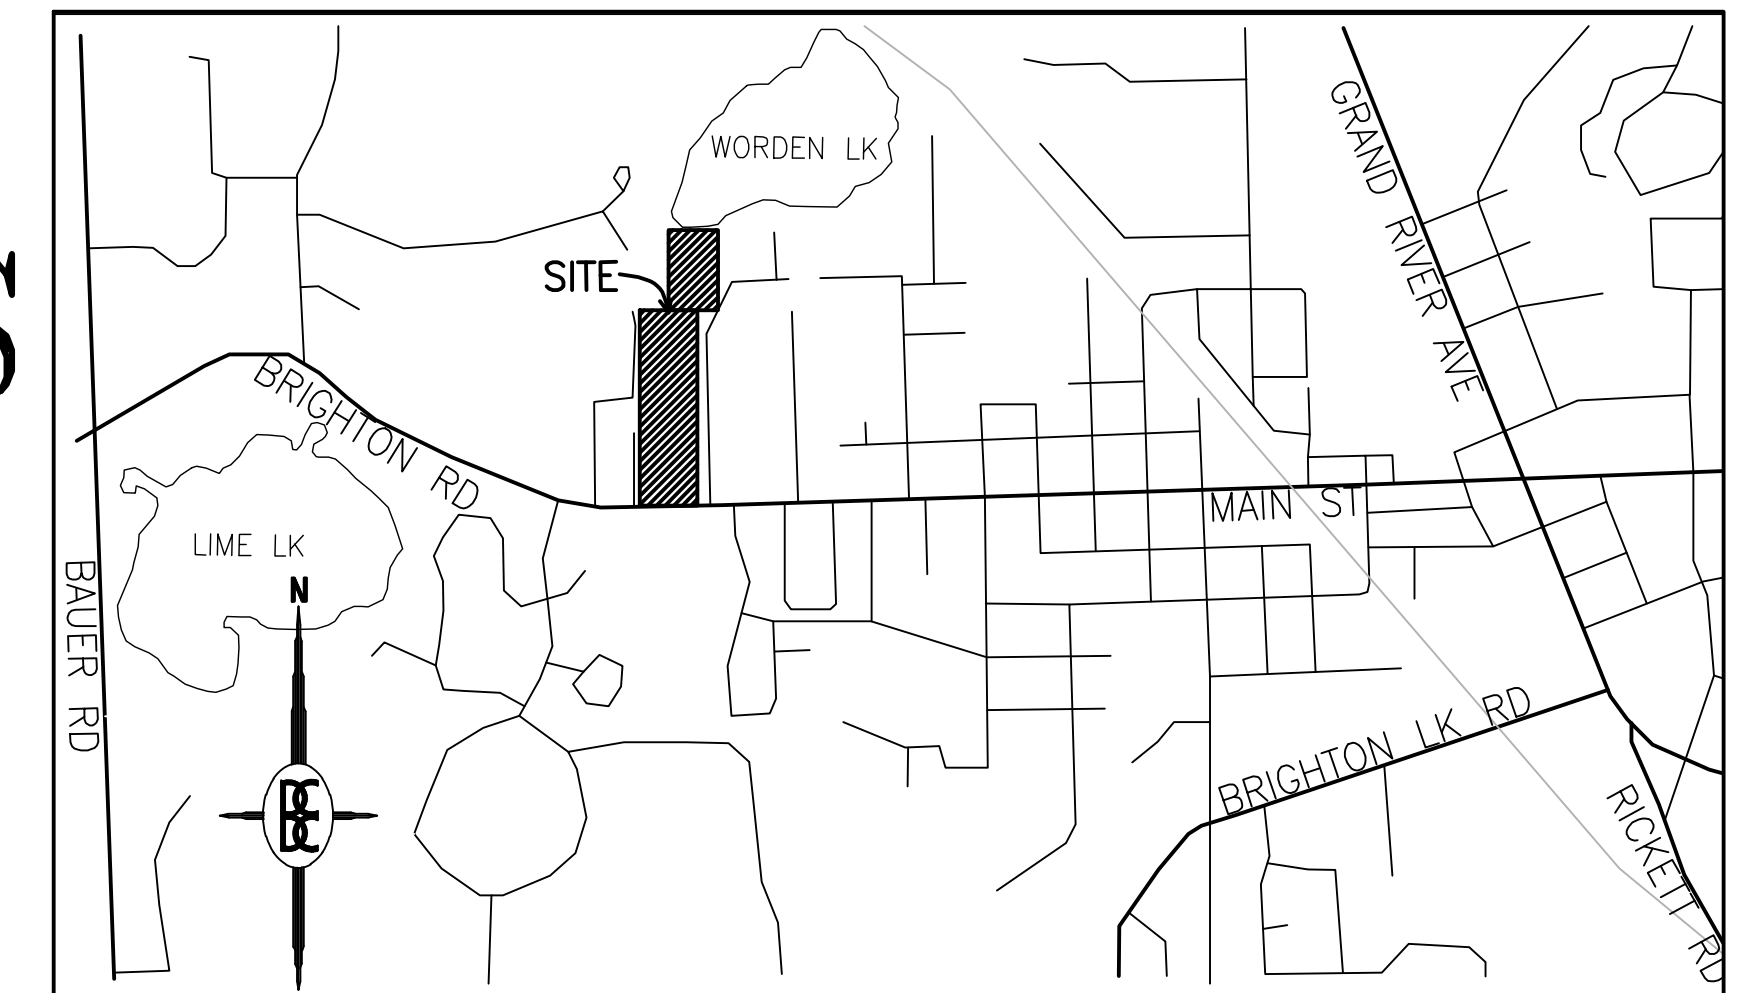 WORDEN LK
GRAND RIVER AVE
SITE
BRIGHTON RD
MAIN ST
LIME LK
N
BAUER RD
BRIGHTON LK RD
RICKETT RD